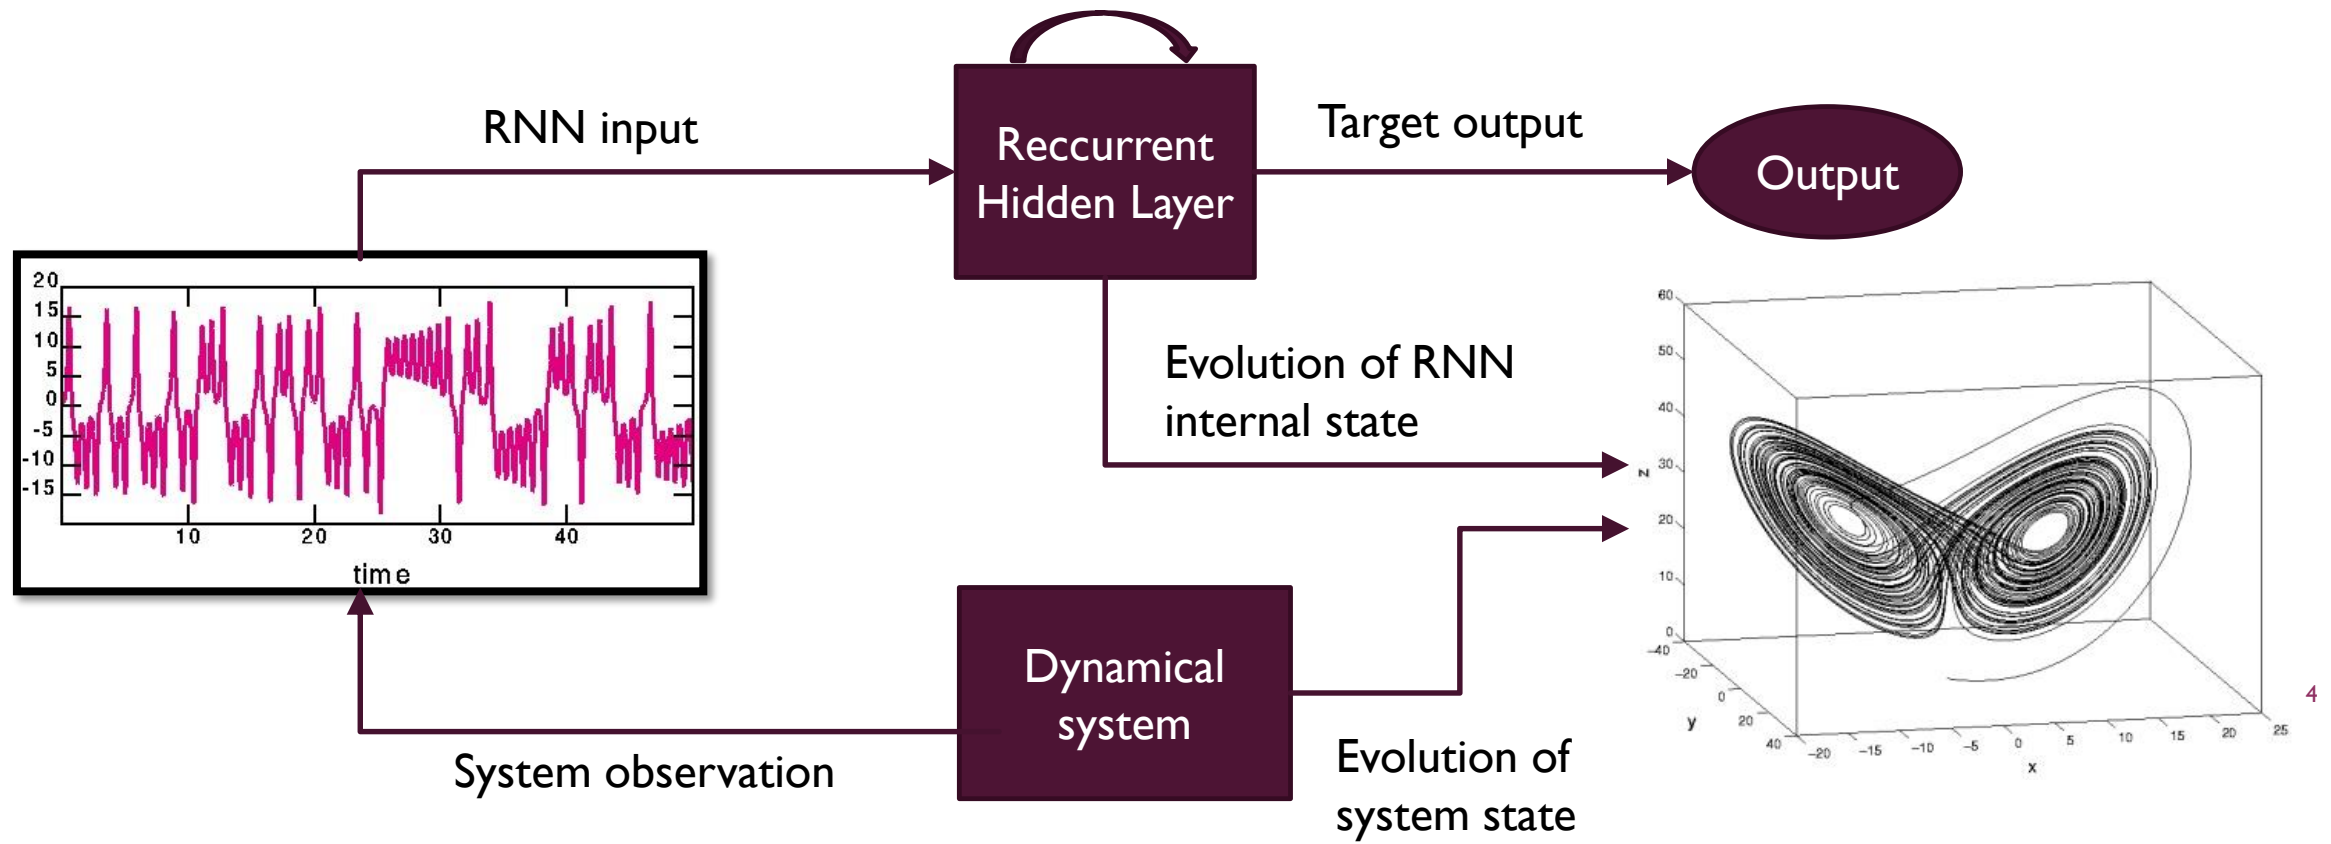 RNN input
Reccurrent
Hidden Layer
Target output
Output
20
15
10
5
0
-5
-10
-15
10
20
30
40
time
Evolution of RNN
internal state
60
50
40
30
20
10
0
z
-40
-20
0
20
40
y
-20
-15
-10
-5
0
5
10
15
20
25
x
Dynamical
system
System observation
Evolution of
system state
4